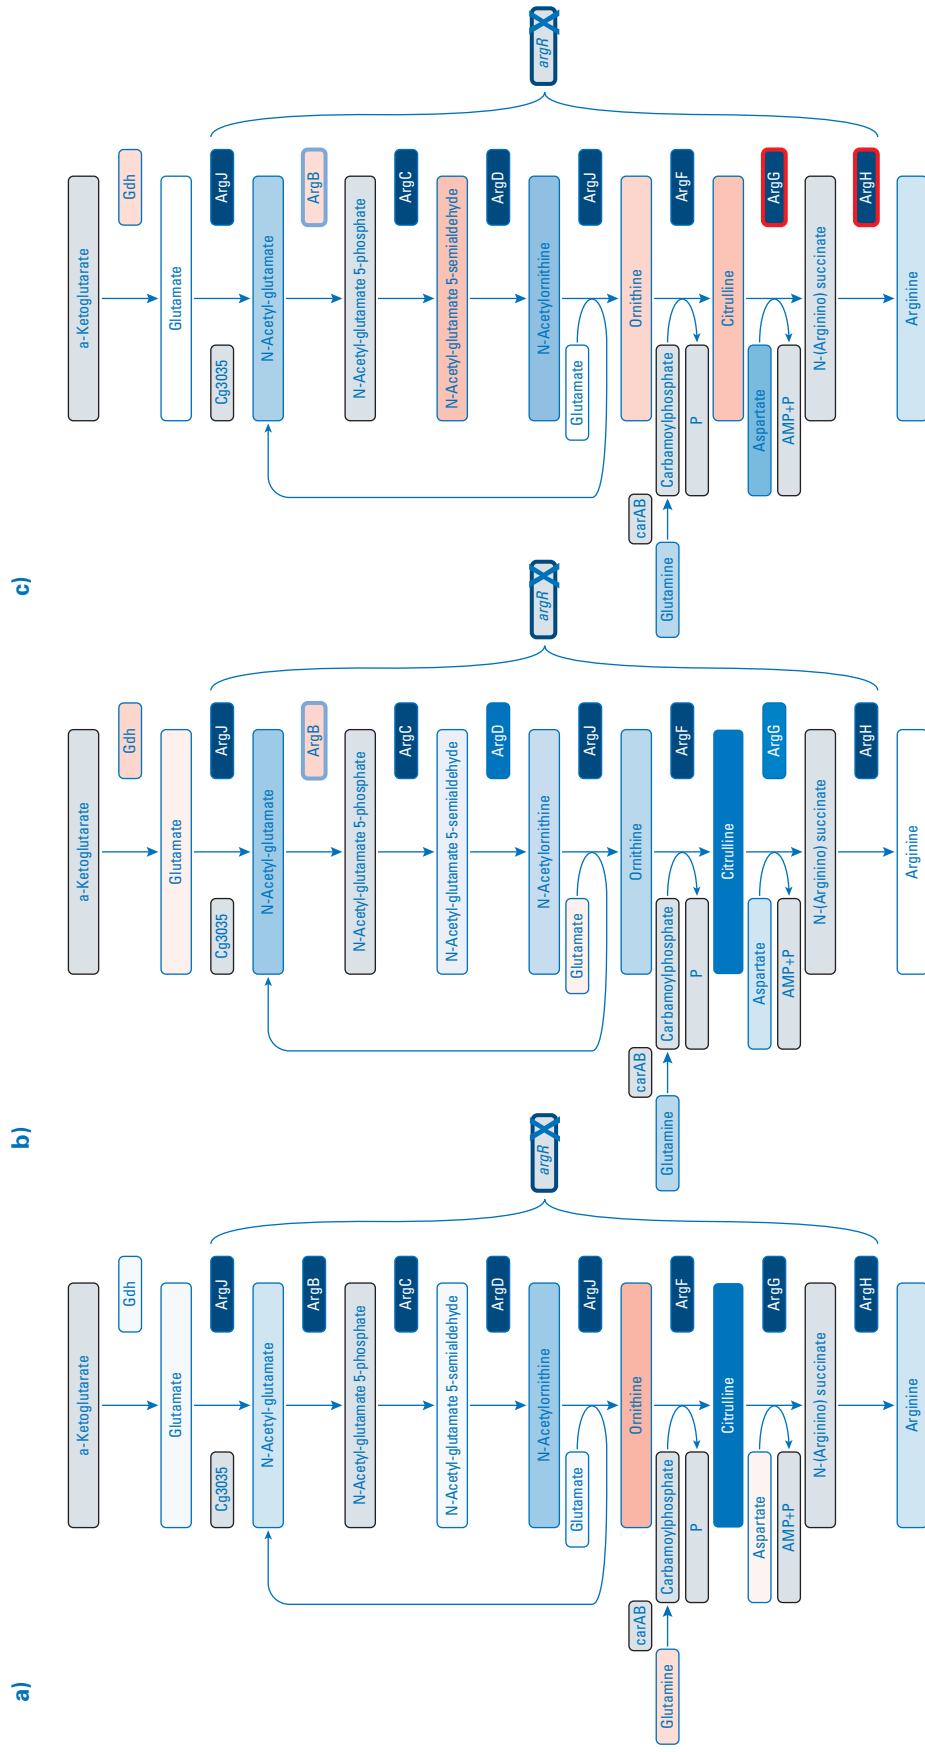 a)
a-Ketoglutarate
Gdh
Glutamate
Cg3035
ArgJ
N-Acetyl-glutamate
ArgB
N-Acetyl-glutamate 5-phosphate
ArgC
N-Acetyl-glutamate 5-semialdehyde
ArgD
N-Acetylornithine
Glutamate
ArgJ
Ornithine
carAB
Glutamine
Carbamoylphosphate
P
ArgF
Citrulline
Aspartate
AMP+P
ArgG
N-(Arginino) succinate
ArgH
Arginine
argR
X
b)
a-Ketoglutarate
Gdh
Glutamate
Cg3035
ArgJ
N-Acetyl-glutamate
ArgB
N-Acetyl-glutamate 5-phosphate
ArgC
N-Acetyl-glutamate 5-semialdehyde
ArgD
N-Acetylornithine
Glutamate
ArgJ
Ornithine
carAB
Glutamine
Carbamoylphosphate
P
ArgF
Citrulline
Aspartate
AMP+P
ArgG
N-(Arginino) succinate
ArgH
Arginine
argR
X
c)
a-Ketoglutarate
Gdh
Glutamate
Cg3035
ArgJ
N-Acetyl-glutamate
ArgB
N-Acetyl-glutamate 5-phosphate
ArgC
N-Acetyl-glutamate 5-semialdehyde
ArgD
N-Acetylornithine
Glutamate
ArgJ
Ornithine
carAB
Glutamine
Carbamoylphosphate
P
ArgF
Citrulline
Aspartate
AMP+P
ArgG
N-(Arginino) succinate
ArgH
Arginine
argR
X